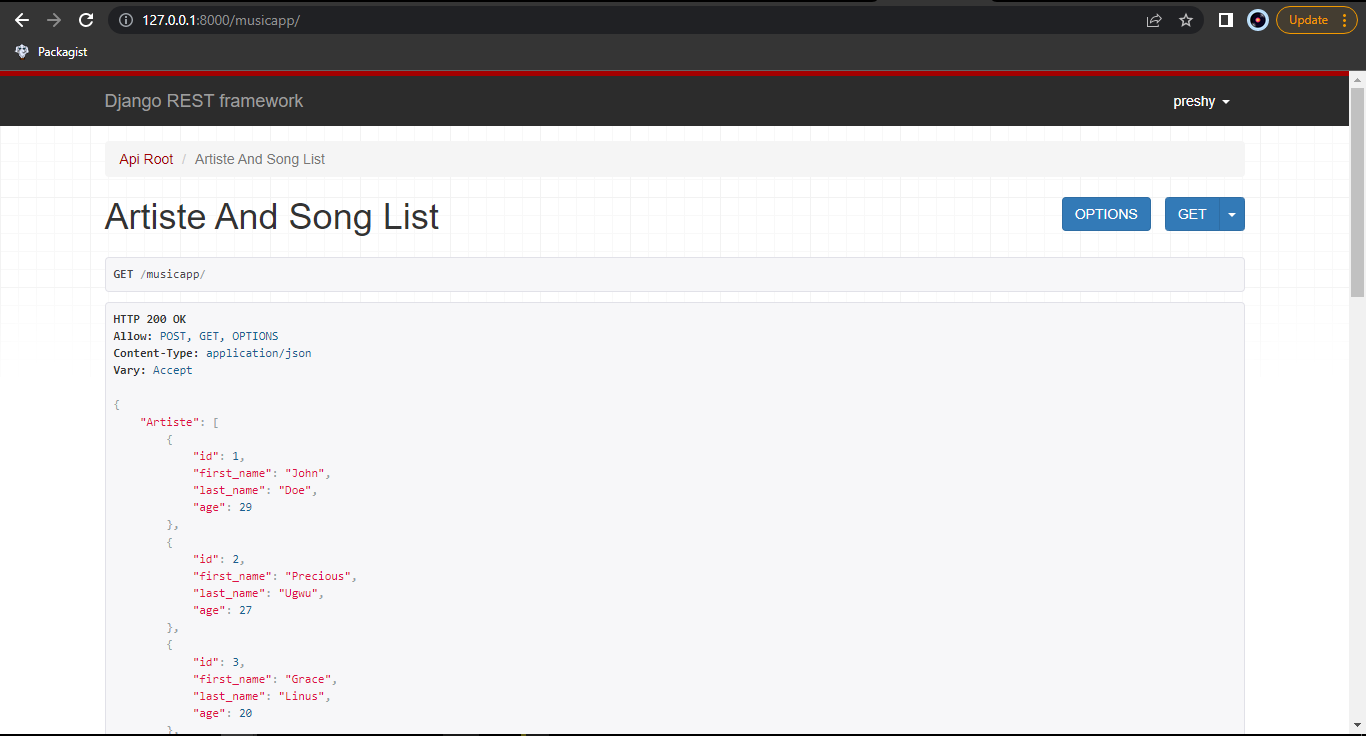 127.0.0.1:8000/musicapp/
Update
Packagist
Django REST framework
preshy
Api Root / Artiste And Song List
Artiste And Song List
OPTIONS
GET
GET /musicapp/
HTTP 200 OK
Allow: POST, GET, OPTIONS
Content-Type: application/json
Vary: Accept
{
"Artiste": [
{
"id": 1,
"first_name": "John",
"last_name": "Doe",
"age": 29
},
{
"id": 2,
"first_name": "Precious",
"last_name": "Ugwu",
"age": 27
},
{
"id": 3,
"first_name": "Grace",
"last_name": "Linus",
"age": 20
},